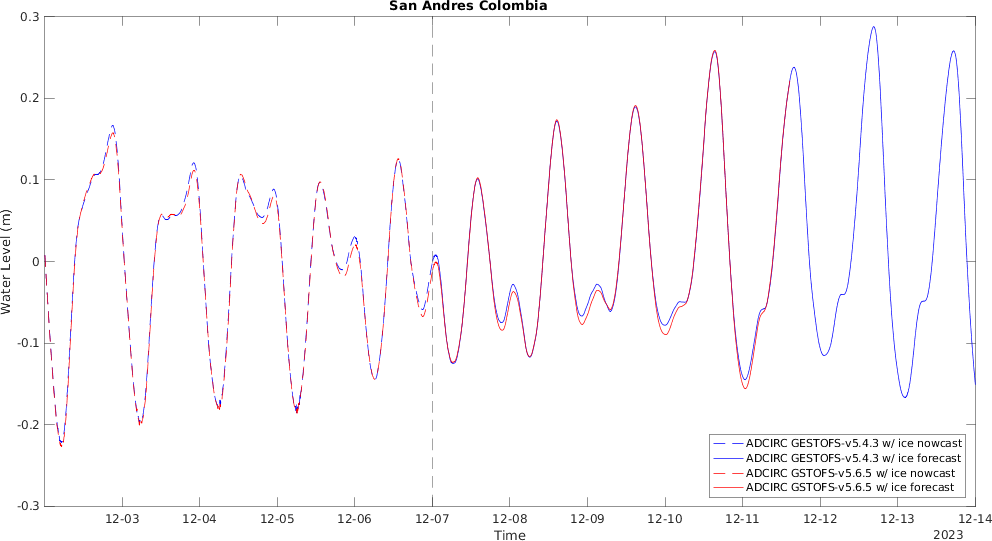 San Andres Colombia
0.3
0.2
0.1
0
-0.1
-0.2
-0.3
Water Level (m)
12-03
12-04
12-05
12-06
12-07
12-08
12-09
12-10
12-11
12-12
12-13
12-14
Time
2023
ADCIRC GESTOFS-v5.4.3 w/ ice nowcast
ADCIRC GESTOFS-v5.4.3 w/ ice forecast
ADCIRC GSTOFS-v5.6.5 w/ ice nowcast
ADCIRC GSTOFS-v5.6.5 w/ ice forecast